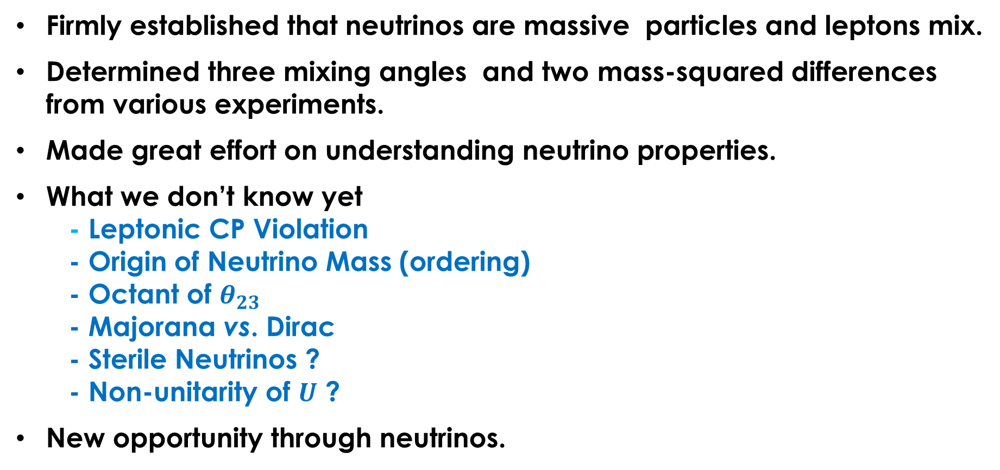 • Firmly established that neutrinos are massive  particles and leptons mix.
• Determined three mixing angles  and two mass-squared differences
from various experiments.
• Made great effort on understanding neutrino properties.
• What we don’t know yet
- Leptonic CP Violation
- Origin of Neutrino Mass (ordering)
- Octant of θ₂₃
- Majorana vs. Dirac
- Sterile Neutrinos ?
- Non-unitarity of U ?
• New opportunity through neutrinos.